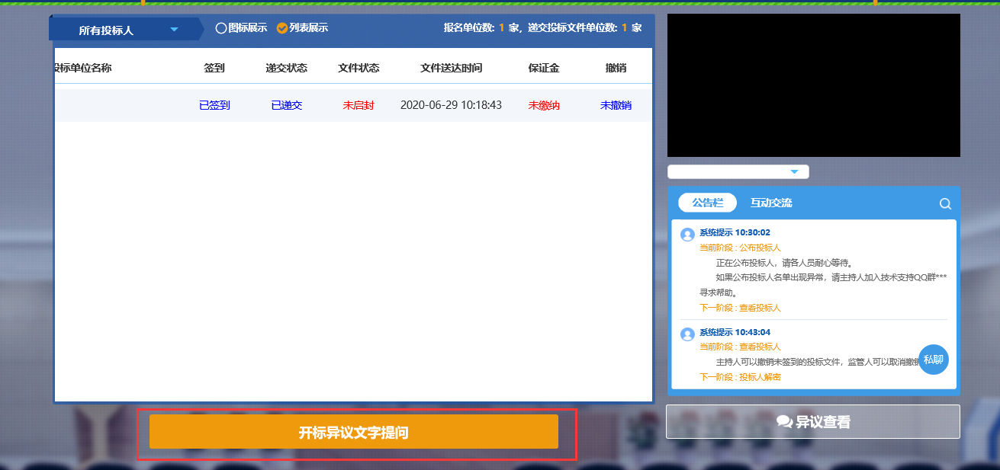 所有投标人
图标展示 列表展示
报名单位数: 1 家, 递交投标文件单位数: 1 家
投标单位名称 签到 递交状态 文件状态 文件送达时间 保证金 撤销
已签到 已递交 未启封 2020-06-29 10:18:43 未缴纳 未撤销
开标异议文字提问
公告栏 互动交流
系统提示 10:30:02
当前阶段 : 公布投标人
正在公布投标人，请各人员耐心等待。
如果公布投标人名单出现异常，请主持人加入技术支持QQ群***
寻求帮助。
下一阶段 : 查看投标人
系统提示 10:43:04
当前阶段 : 查看投标人
主持人可以撤销未签到的投标文件，监管人可以取消撤销
私聊
下一阶段 : 投标人解密
异议查看